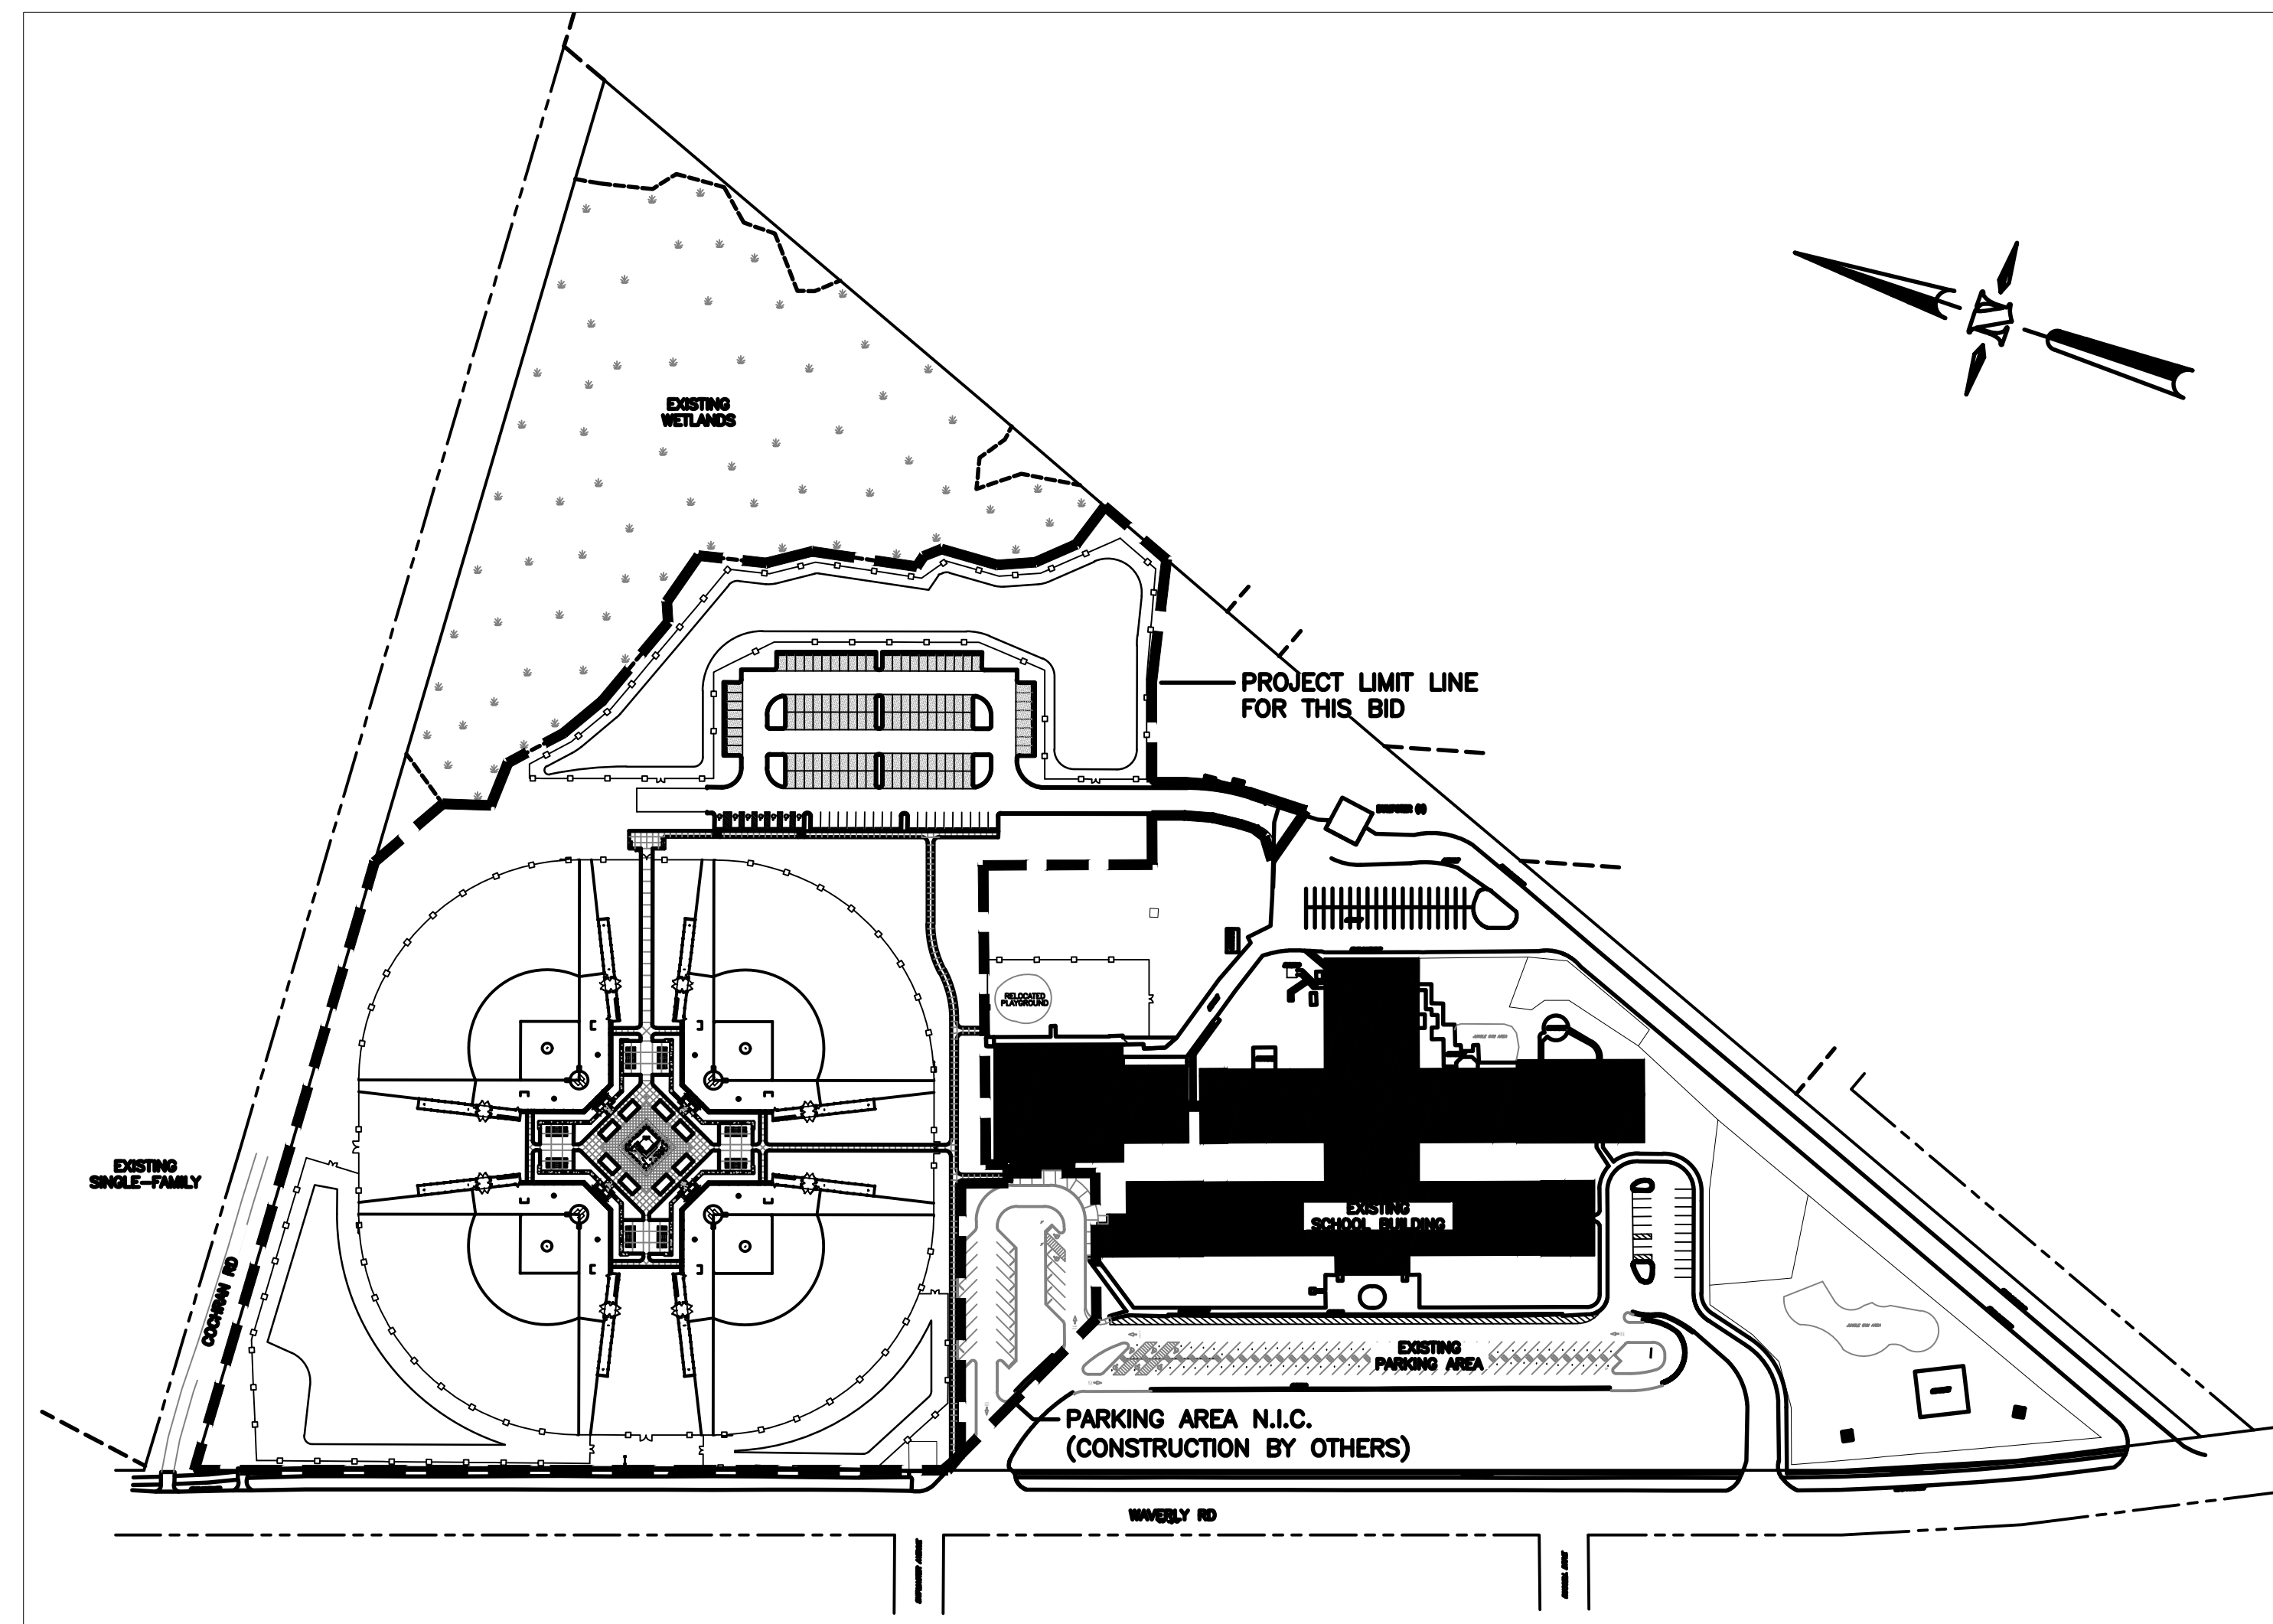 EXISTING
WETLANDS
PROJECT LIMIT LINE
FOR THIS BID
RELOCATED
PLAYGROUND
EXISTING
SINGLE-FAMILY
COCHRAN RD
EXISTING
SCHOOL BUILDING
EXISTING
PARKING AREA
PARKING AREA N.I.C.
(CONSTRUCTION BY OTHERS)
WAVERLY RD